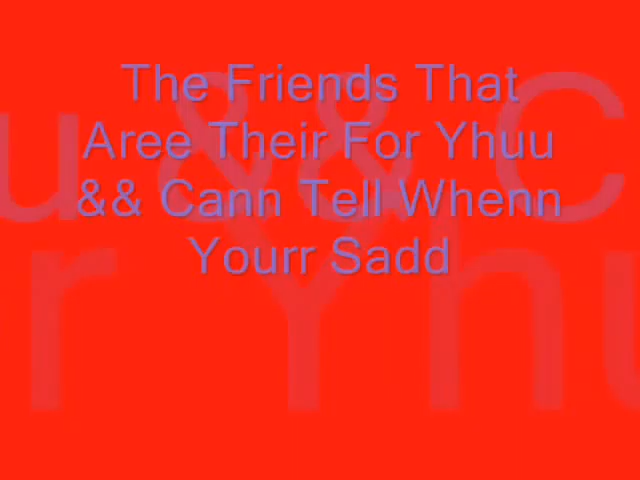 The Friends That
Aree Their For Yhuu
&& Cann Tell Whenn
Yourr Sadd